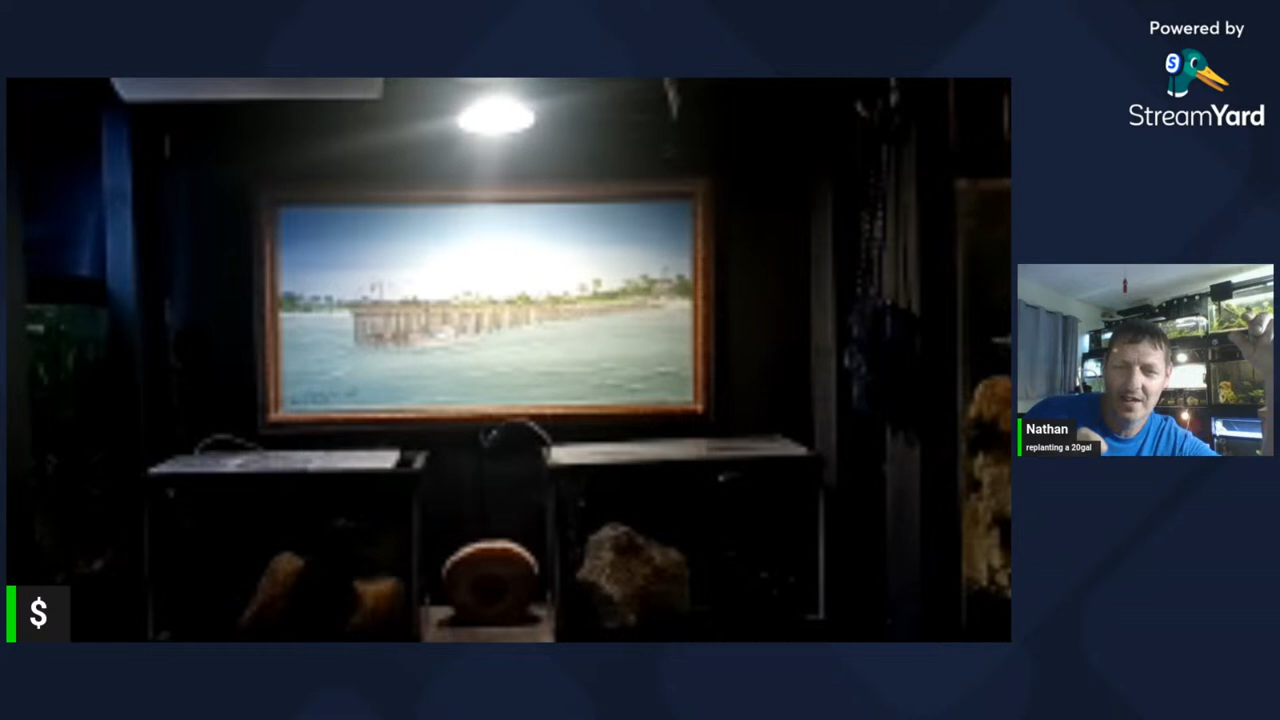 Powered by
S
StreamYard
Nathan
replanting a 20gal
$